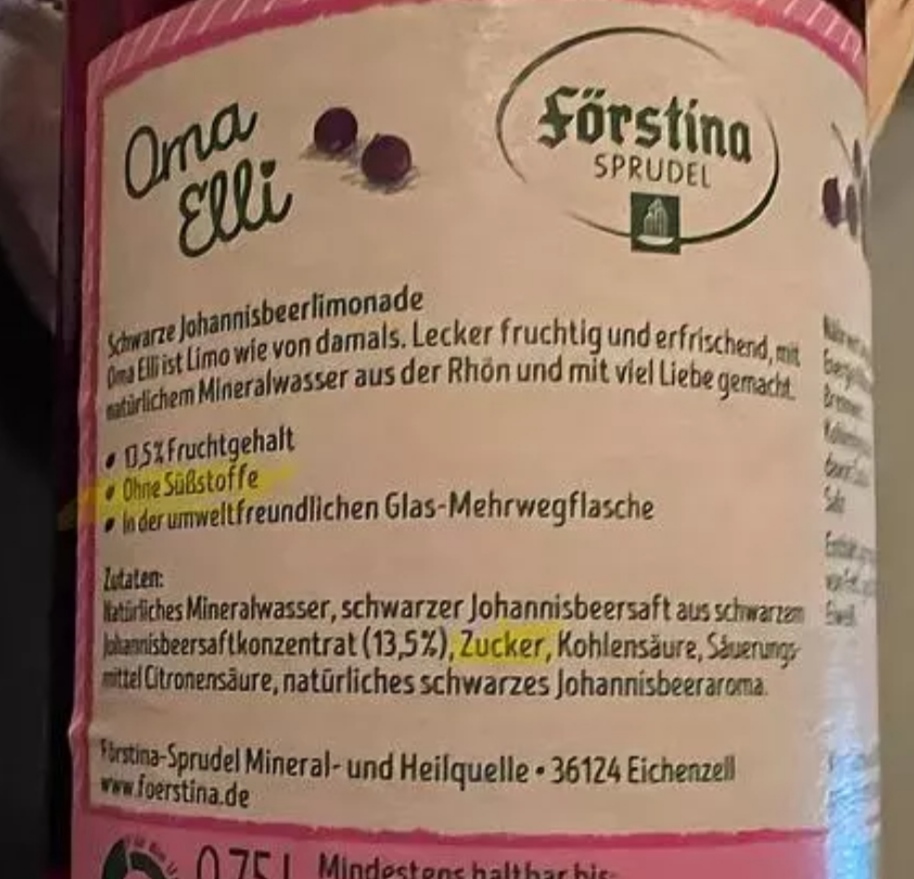 Oma
Elli
Förstina
SPRUDEL
Schwarze Johannisbeerlimonade
Oma Elli ist Limo wie von damals. Lecker fruchtig und erfrischend, mit
natürlichem Mineralwasser aus der Rhön und mit viel Liebe gemacht.
• 13,5% Fruchtgehalt
• Ohne Süßstoffe
• In der umweltfreundlichen Glas-Mehrwegflasche
Zutaten:
Natürliches Mineralwasser, schwarzer Johannisbeersaft aus schwarzem
Johannisbeersaftkonzentrat (13,5%), Zucker, Kohlensäure, Säuerungs-
mittel Citronensäure, natürliches schwarzes Johannisbeeraroma.
Förstina-Sprudel Mineral- und Heilquelle • 36124 Eichenzell
www.foerstina.de
0,75 L Mindestens haltbar bis: